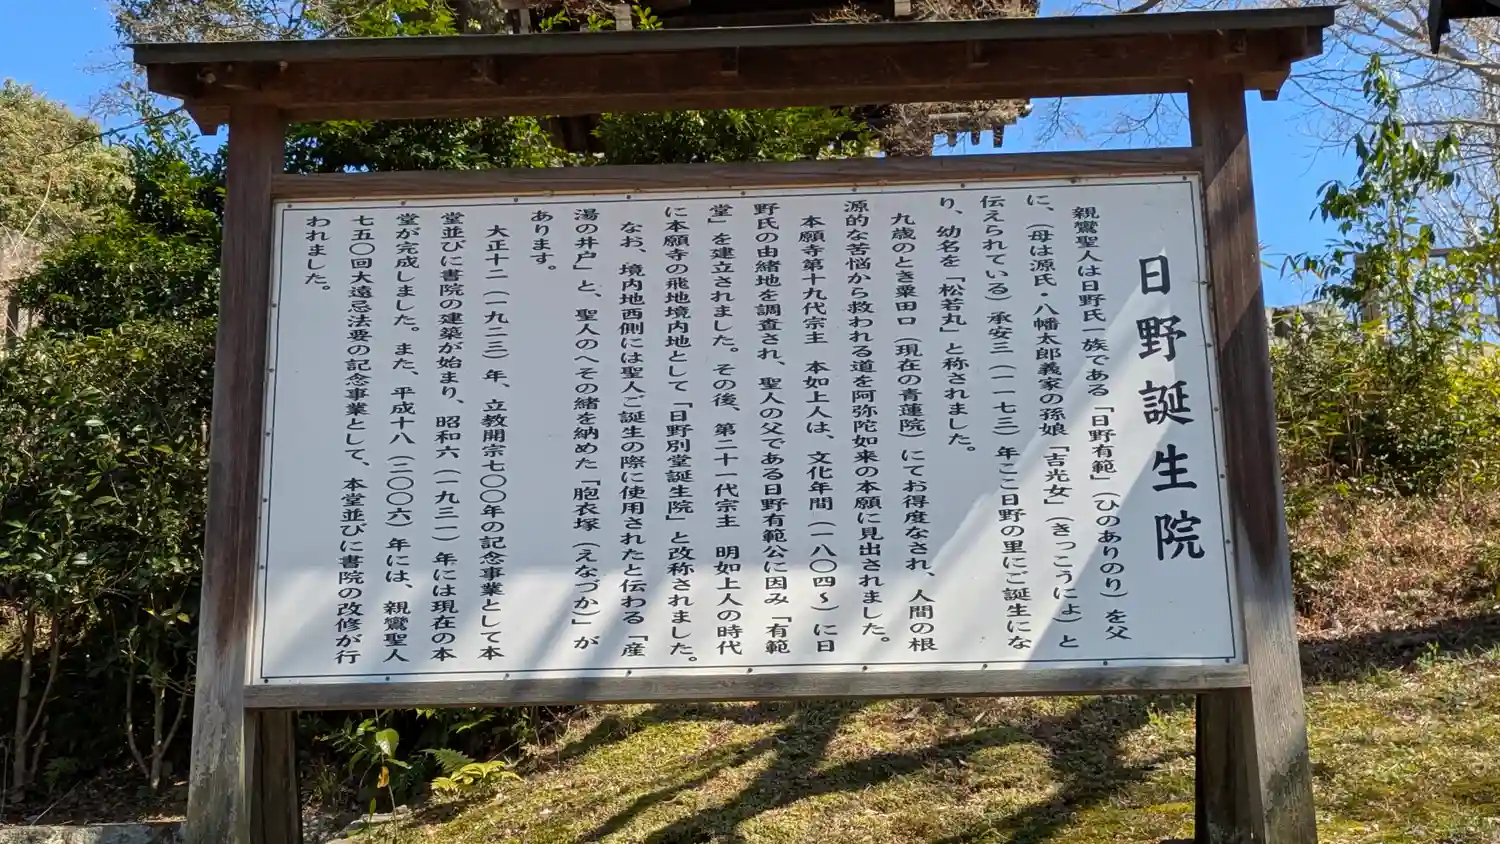 日野誕生院
親鸞聖人は日野氏一族である「日野有範」（ひのありのり）を父
に、（母は源氏・八幡太郎義家の孫娘「吉光女」（きっこうにょ）と
伝えられている）承安三（一一七三）年ここ日野の里にご誕生にな
り、幼名を「松若丸」と称されました。
九歳のとき粟田口（現在の青蓮院）にてお得度なされ、人間の根
源的な苦悩から救われる道を阿弥陀如来の本願に見出されました。
本願寺第十九代宗主　本如上人は、文化年間（一八〇四～）に日
野氏の由緒地を調査され、聖人の父である日野有範公に因み「有範
堂」を建立されました。その後、第二十一代宗主　明如上人の時代
に本願寺の飛地境内地として「日野別堂誕生院」と改称されました。
なお、境内地西側には聖人ご誕生の際に使用されたと伝わる「産
湯の井戸」と、聖人のへその緒を納めた「胞衣塚（えなづか）」が
あります。
大正十二（一九二三）年、立教開宗七〇〇年の記念事業として本
堂並びに書院の建築が始まり、昭和六（一九三一）年には現在の本
堂が完成しました。また、平成十八（二〇〇六）年には、親鸞聖人
七五〇回大遠忌法要の記念事業として、本堂並びに書院の改修が行
われました。